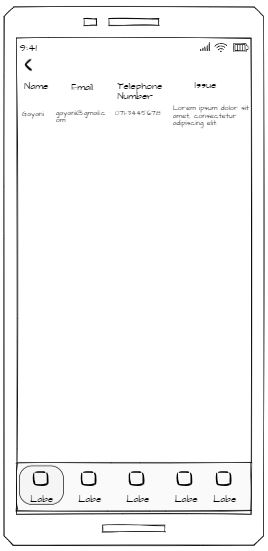 9:41
Name Email Telephone Number Issue
Gayani gayani@gmail.com 0713445678 Lorem ipsum dolor sit amet, consectetur adipiscing elit
Labe Labe Labe Labe Labe